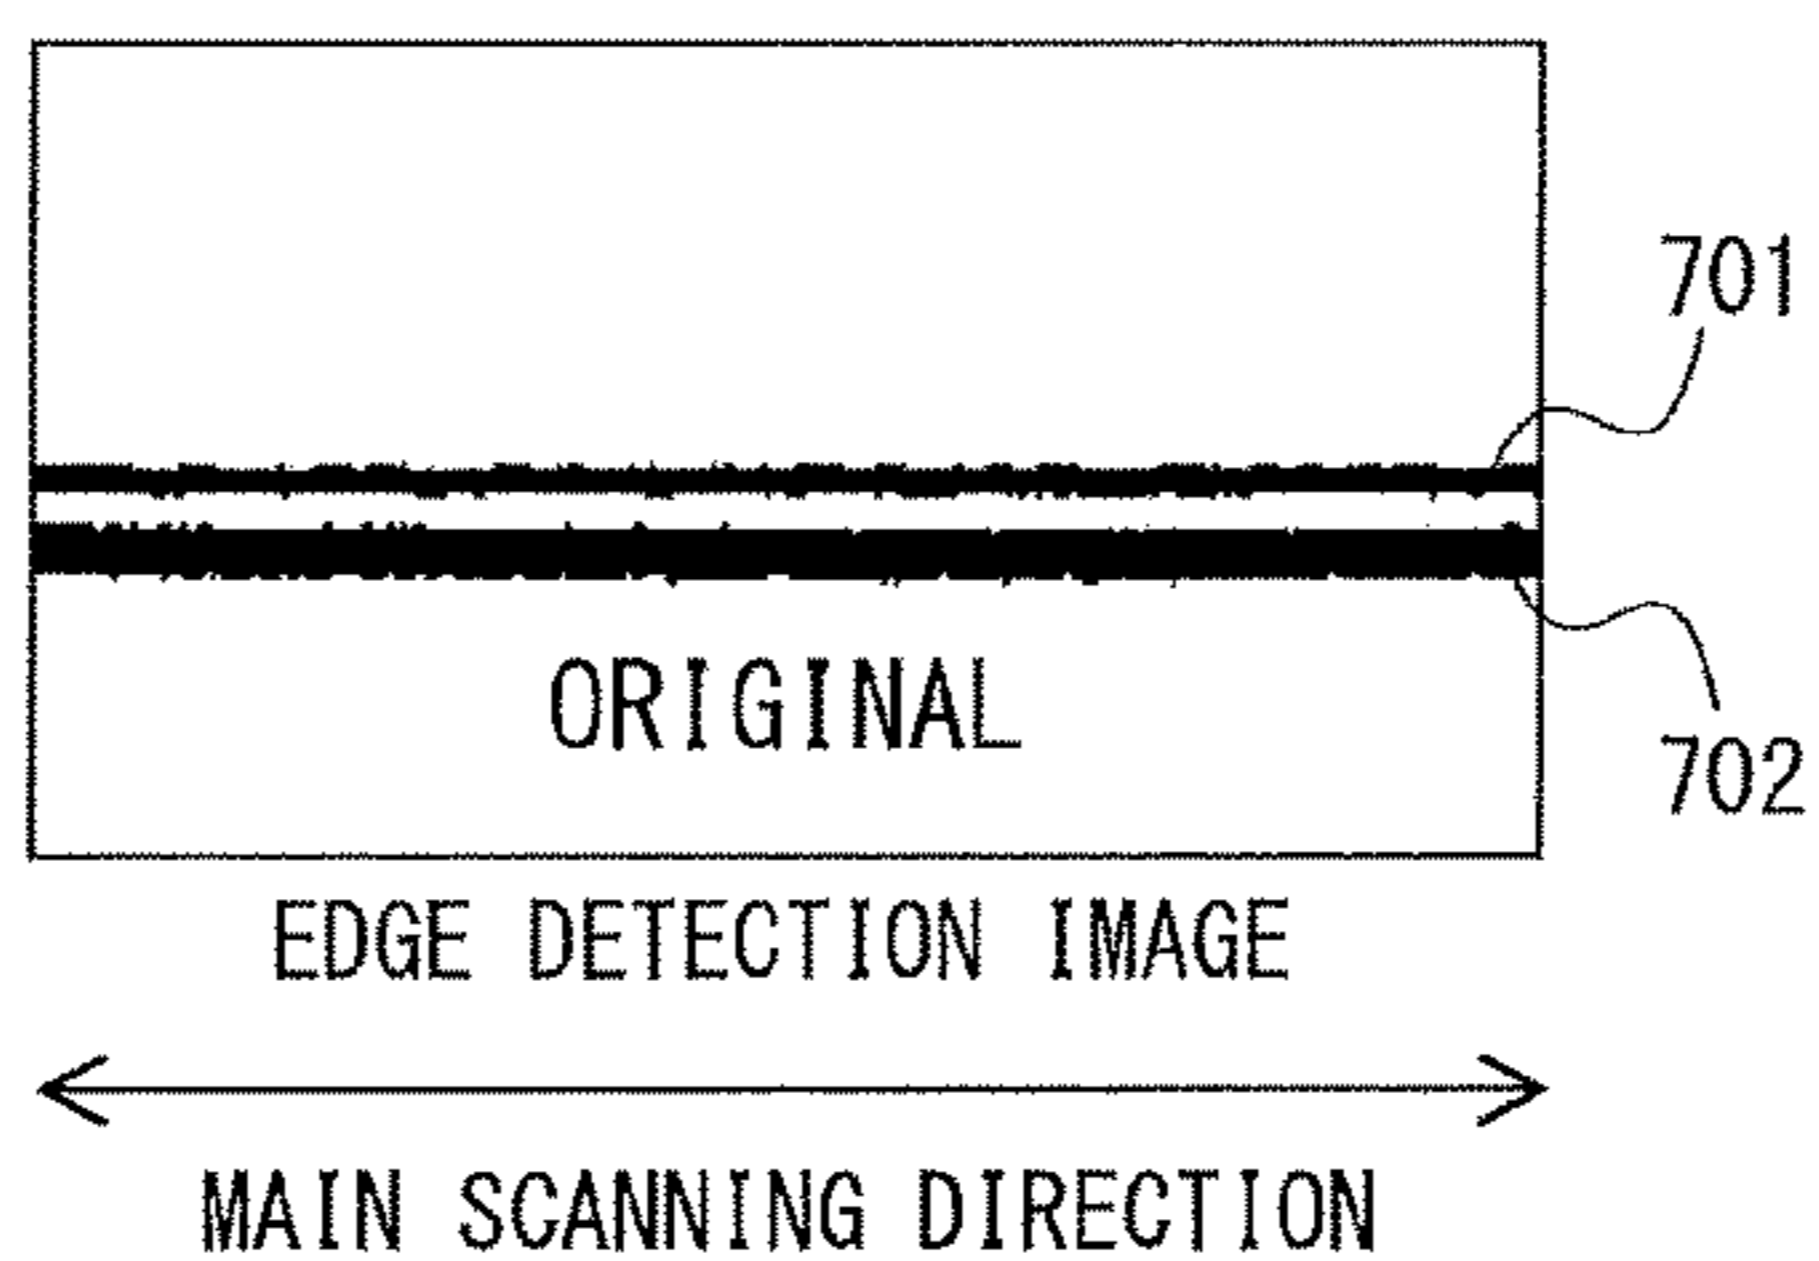 701
ORIGINAL
702
EDGE DETECTION IMAGE
MAIN SCANNING DIRECTION